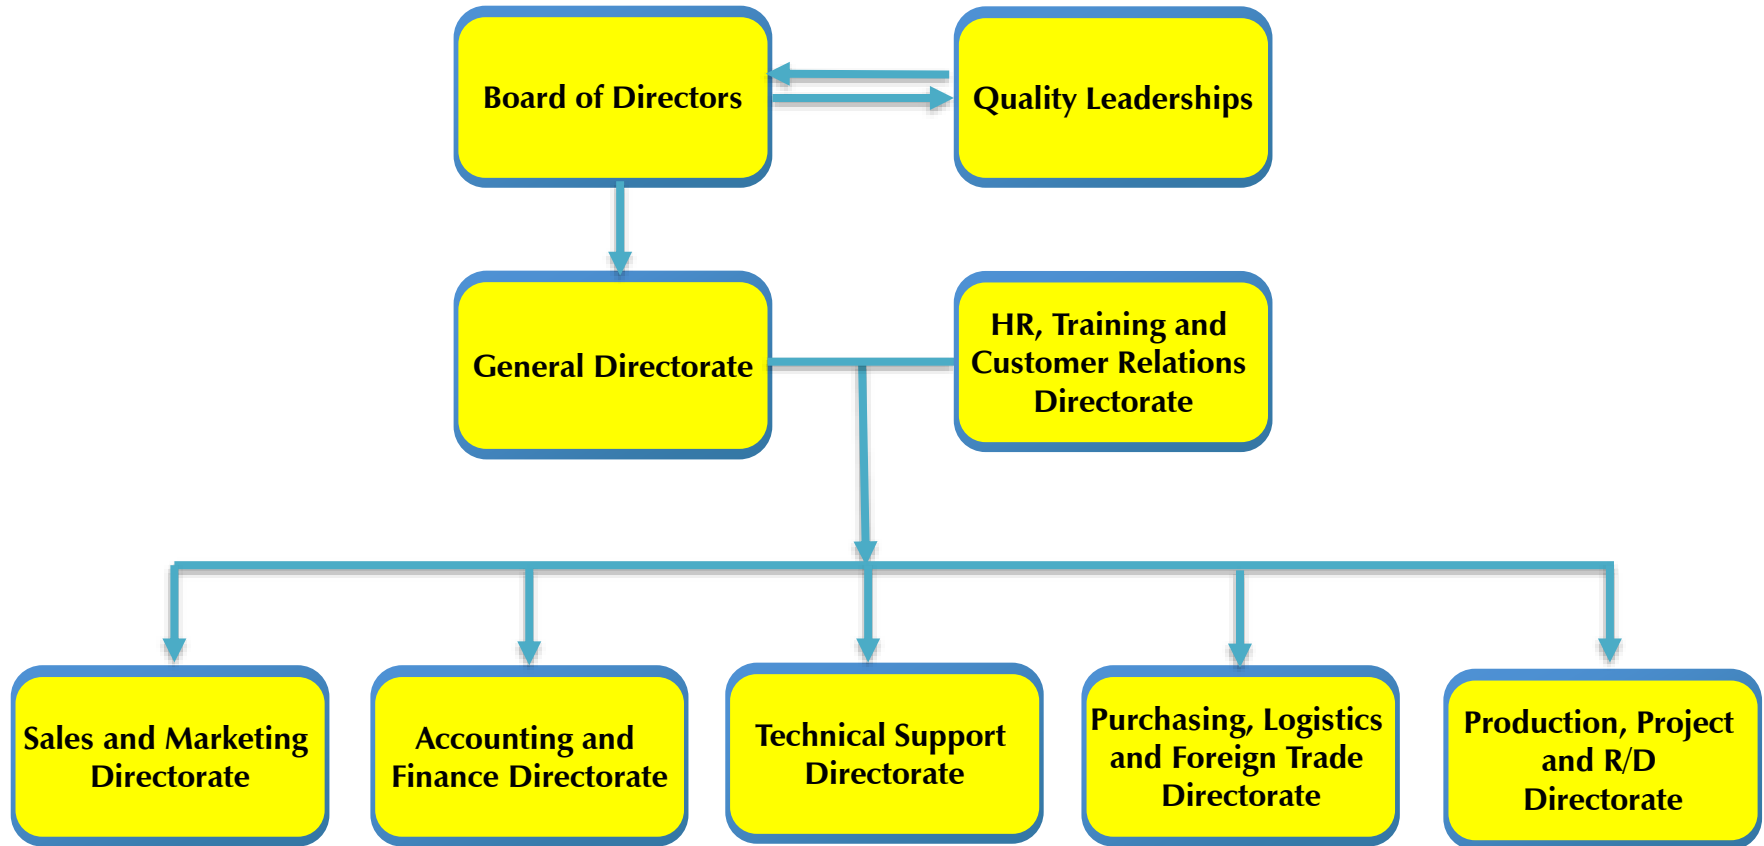 Board of Directors
Quality Leaderships
General Directorate
HR, Training and
Customer Relations
Directorate
Sales and Marketing
Directorate
Accounting and
Finance Directorate
Technical Support
Directorate
Purchasing, Logistics
and Foreign Trade
Directorate
Production, Project
and R/D
Directorate